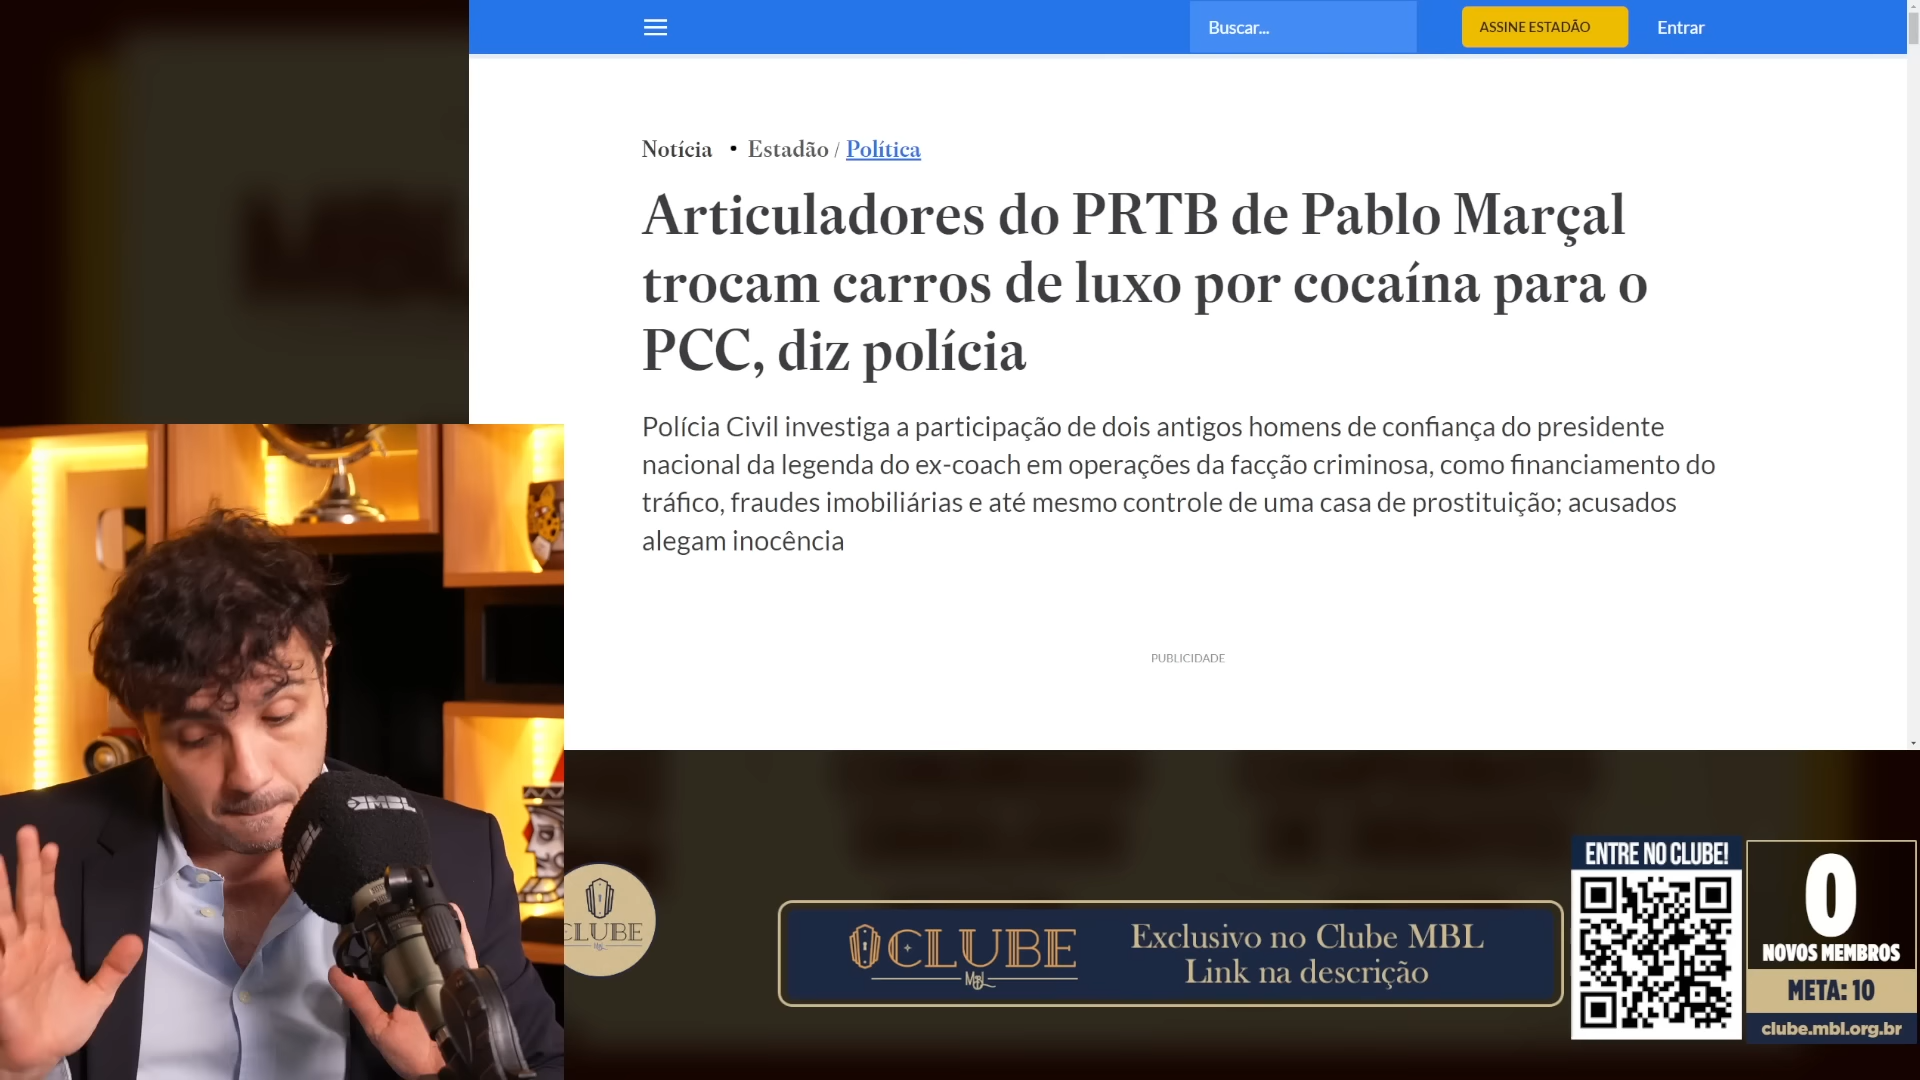 Buscar...
ASSINE ESTADÃO
Entrar
Notícia • Estadão / Política
Articuladores do PRTB de Pablo Marçal
trocam carros de luxo por cocaína para o
PCC, diz polícia
Polícia Civil investiga a participação de dois antigos homens de confiança do presidente
nacional da legenda do ex-coach em operações da facção criminosa, como financiamento do
tráfico, fraudes imobiliárias e até mesmo controle de uma casa de prostituição; acusados
alegam inocência
PUBLICIDADE
MBL
CLUBE
CLUBE
MBL
Exclusivo no Clube MBL
Link na descrição
ENTRE NO CLUBE!
0
NOVOS MEMBROS
META: 10
clube.mbl.org.br